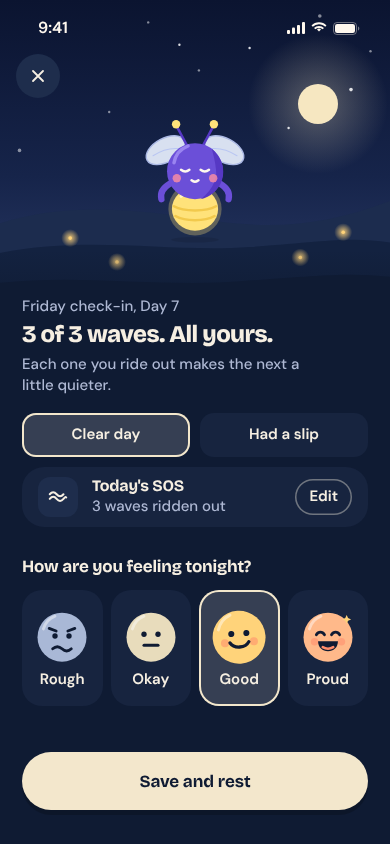 9:41
Friday check-in, Day 7
3 of 3 waves. All yours.
Each one you ride out makes the next a
little quieter.
Clear day
Had a slip
Today's SOS
3 waves ridden out
Edit
How are you feeling tonight?
Rough
Okay
Good
Proud
Save and rest